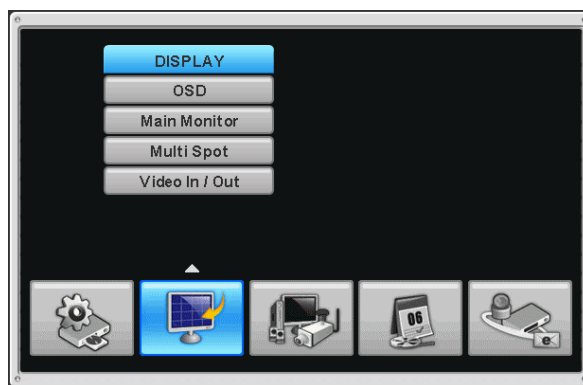 DISPLAY
OSD
Main Monitor
Multi Spot
Video In / Out
06
e